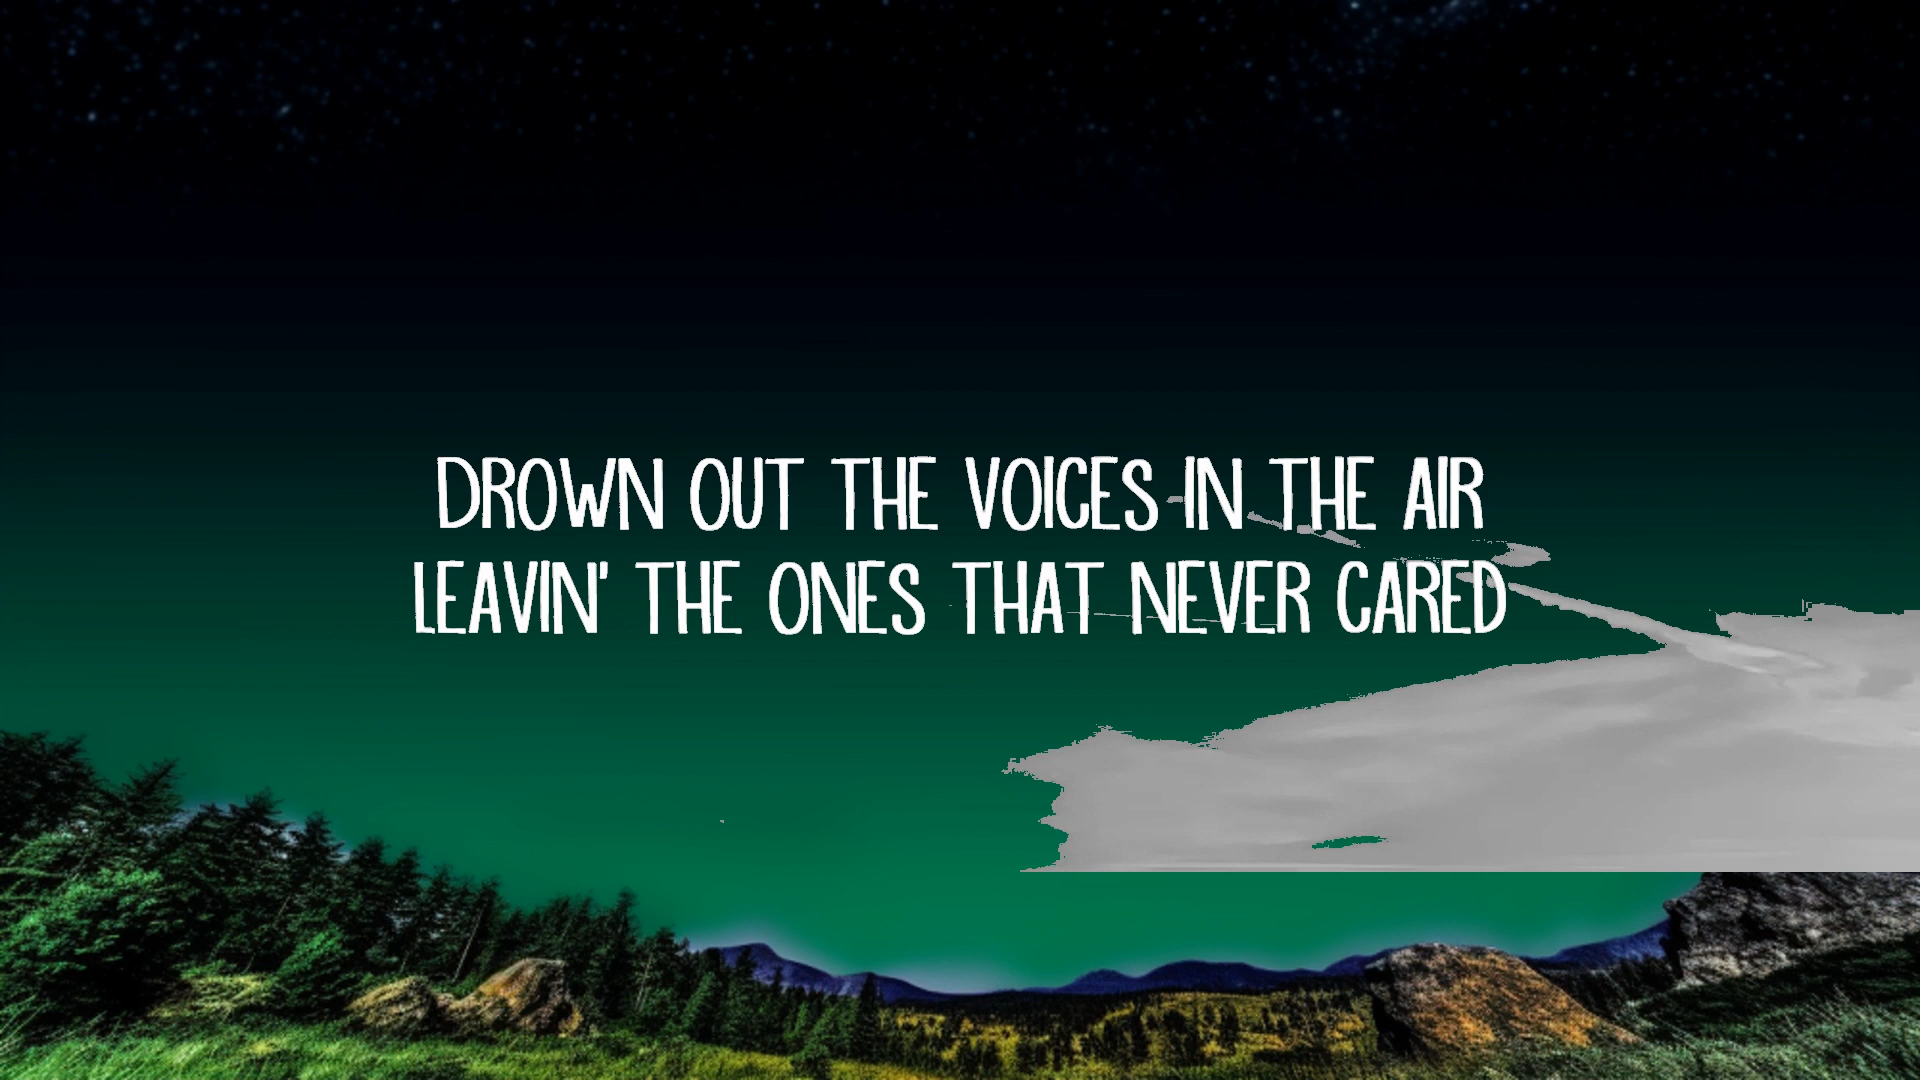 DROWN OUT THE VOICES IN THE AIR
LEAVIN' THE ONES THAT NEVER CARED